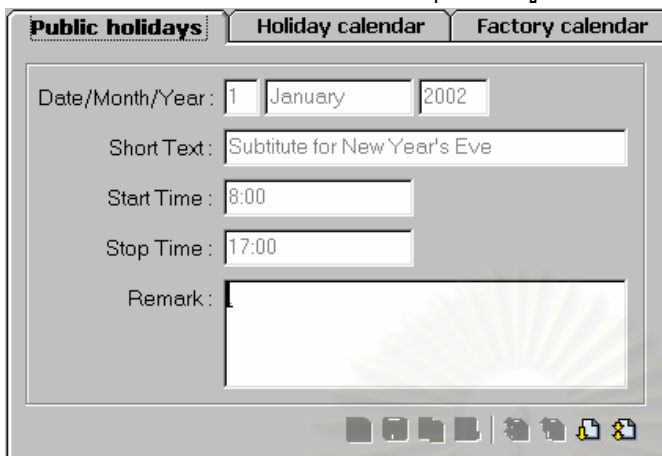 Public holidays Holiday calendar Factory calendar
Date/Month/Year : 1 January 2002
Short Text : Subtitute for New Year's Eve
Start Time : 8:00
Stop Time : 17:00
Remark :